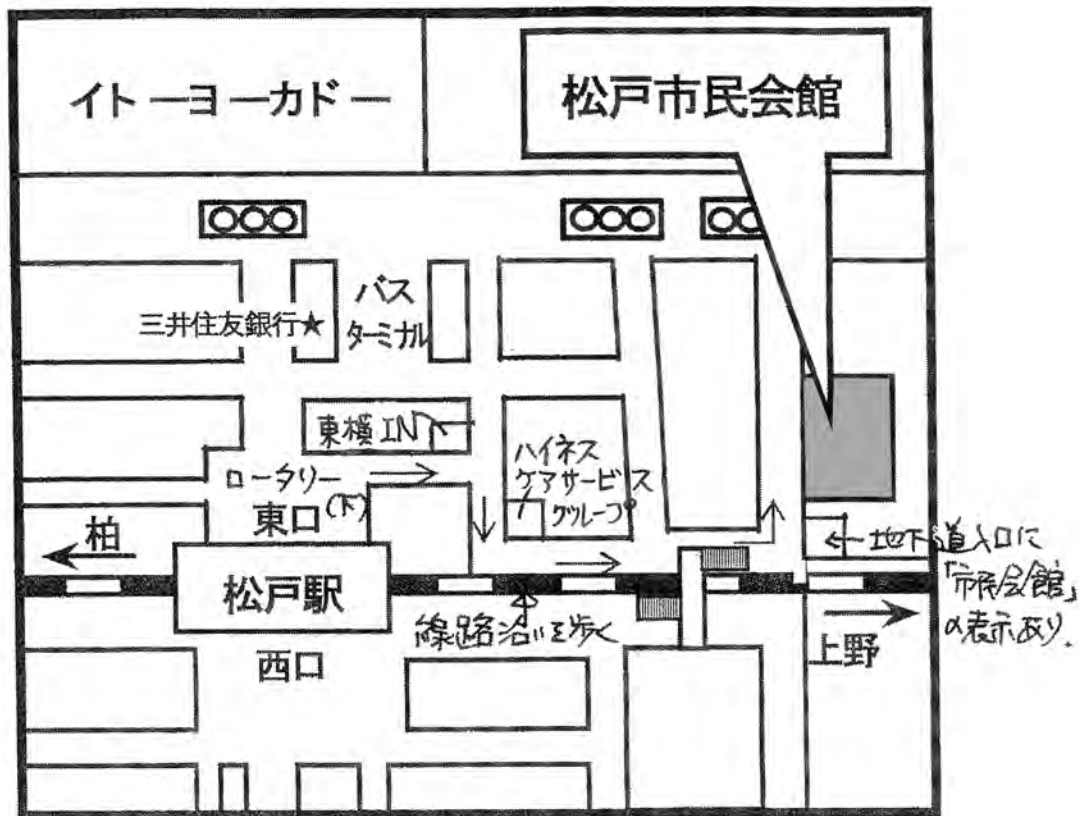 イトーヨーカドー
松戸市民会館
バス
ターミナル
三井住友銀行★
東横IN
ハイネス
ケアサービス
グループ
ロータリー
(下)
東口
柏
松戸駅
←地下道入口に
「市民会館」
の表示あり.
線路沿いを歩く
上野
西口